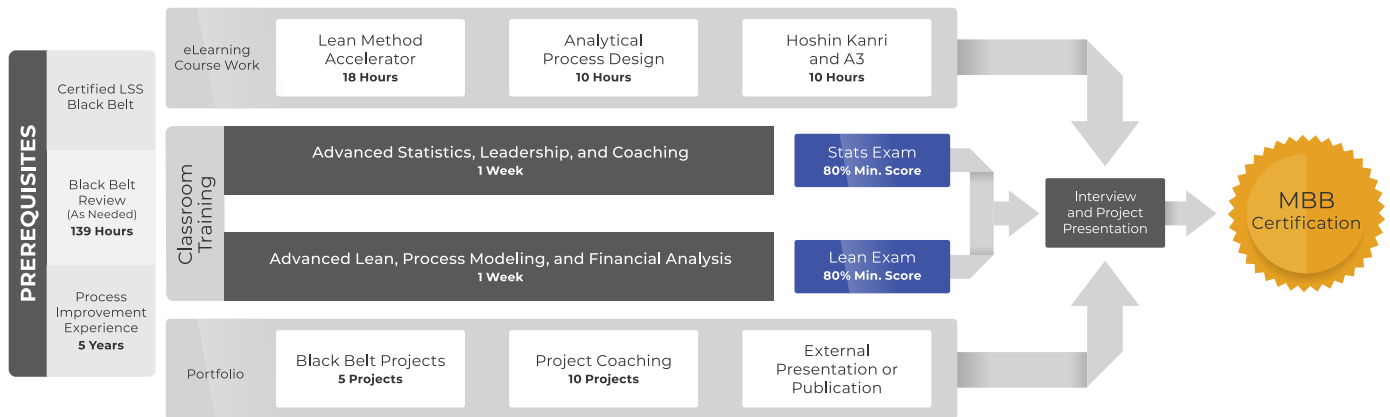 PREREQUISITES
Certified LSS
Black Belt
Black Belt
Review
(As Needed)
139 Hours
Process
Improvement
Experience
5 Years
eLearning
Course Work
Lean Method
Accelerator
18 Hours
Analytical
Process Design
10 Hours
Hoshin Kanri
and A3
10 Hours
Classroom
Training
Advanced Statistics, Leadership, and Coaching
1 Week
Stats Exam
80% Min. Score
Advanced Lean, Process Modeling, and Financial Analysis
1 Week
Lean Exam
80% Min. Score
Portfolio
Black Belt Projects
5 Projects
Project Coaching
10 Projects
External
Presentation or
Publication
Interview
and Project
Presentation
MBB
Certification